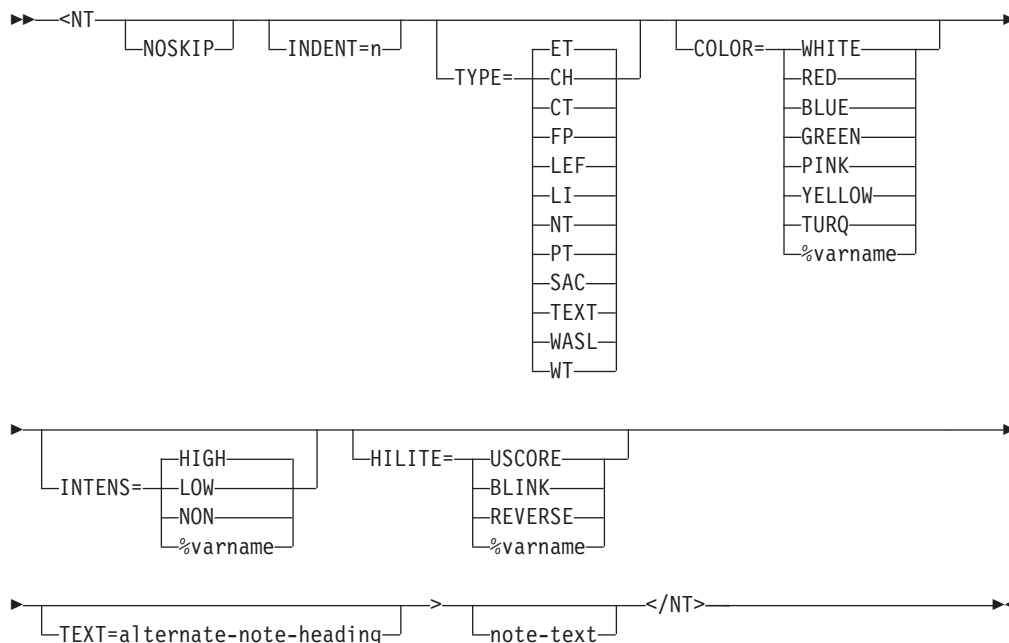 <NT
NOSKIP
INDENT=n
TYPE=
ET
CH
CT
FP
LEF
LI
NT
PT
SAC
TEXT
WASL
WT
COLOR=
WHITE
RED
BLUE
GREEN
PINK
YELLOW
TURQ
%varname
INTENS=
HIGH
LOW
NON
%varname
HILITE=
USCORE
BLINK
REVERSE
%varname
TEXT=alternate-note-heading
>
note-text
</NT>